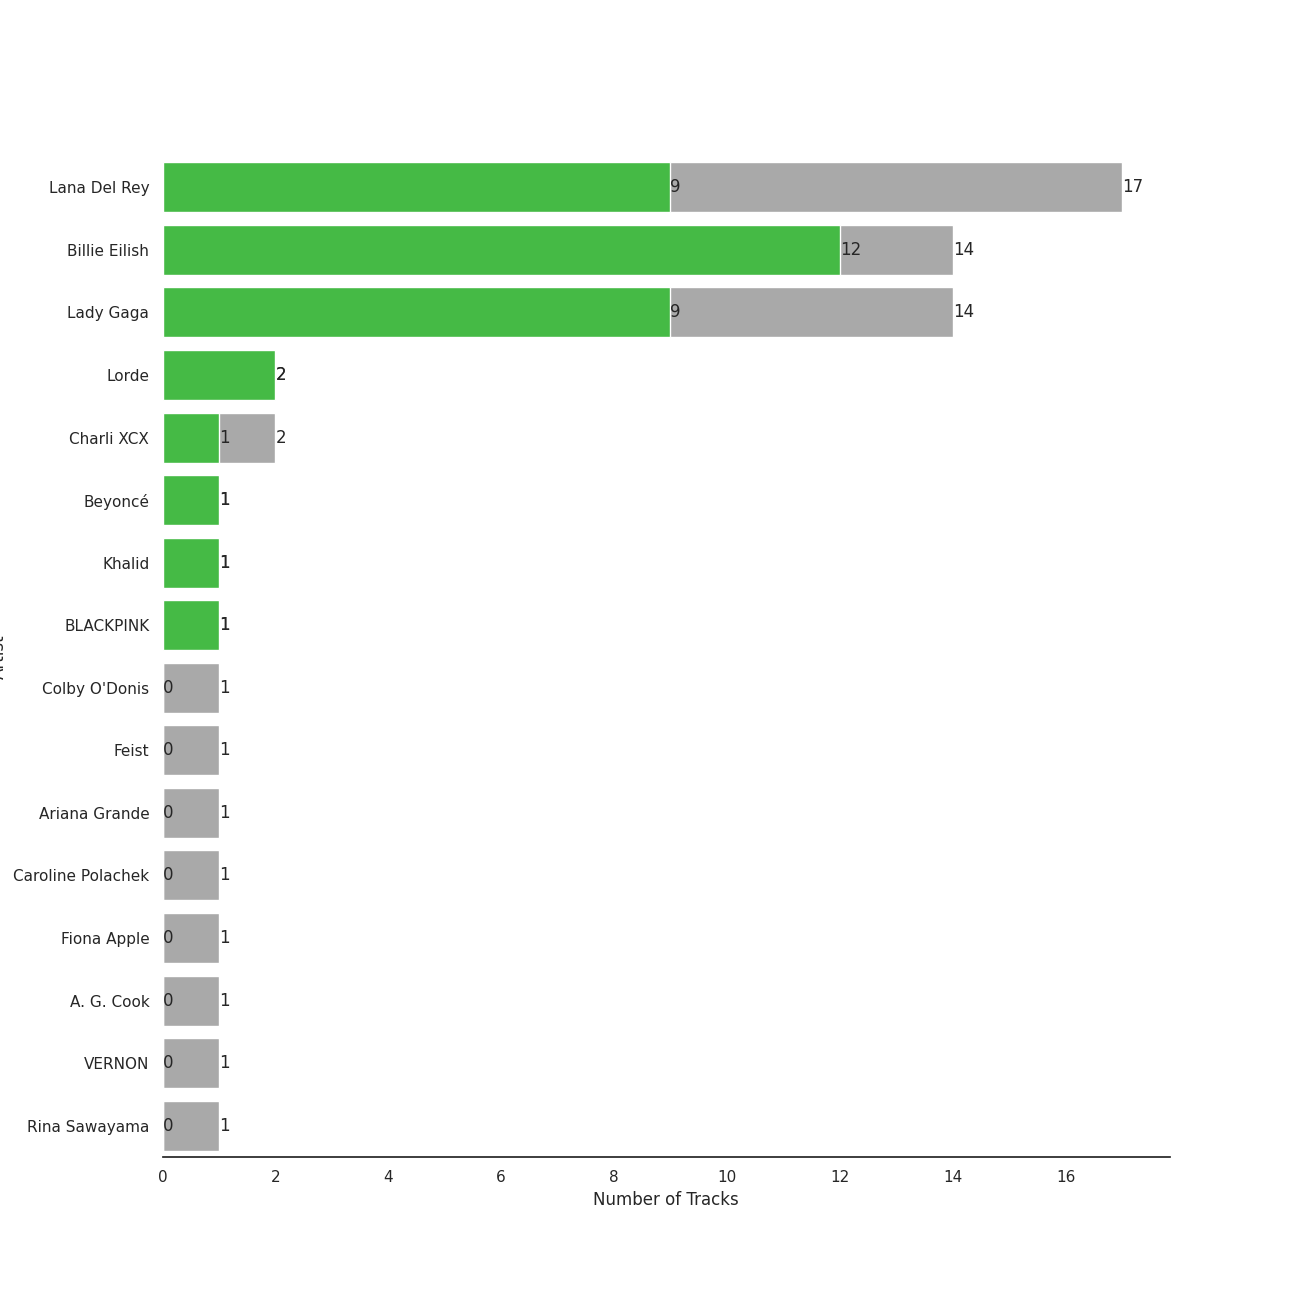 Lana Del Rey 9 17
Billie Eilish 12 14
Lady Gaga 9 14
Lorde 2
Charli XCX 1 2
Beyoncé 1
Khalid 1
BLACKPINK 1
Colby O'Donis 0 1
Feist 0 1
Ariana Grande 0 1
Caroline Polachek 0 1
Fiona Apple 0 1
A. G. Cook 0 1
VERNON 0 1
Rina Sawayama 0 1
0 2 4 6 8 10 12 14 16
Number of Tracks